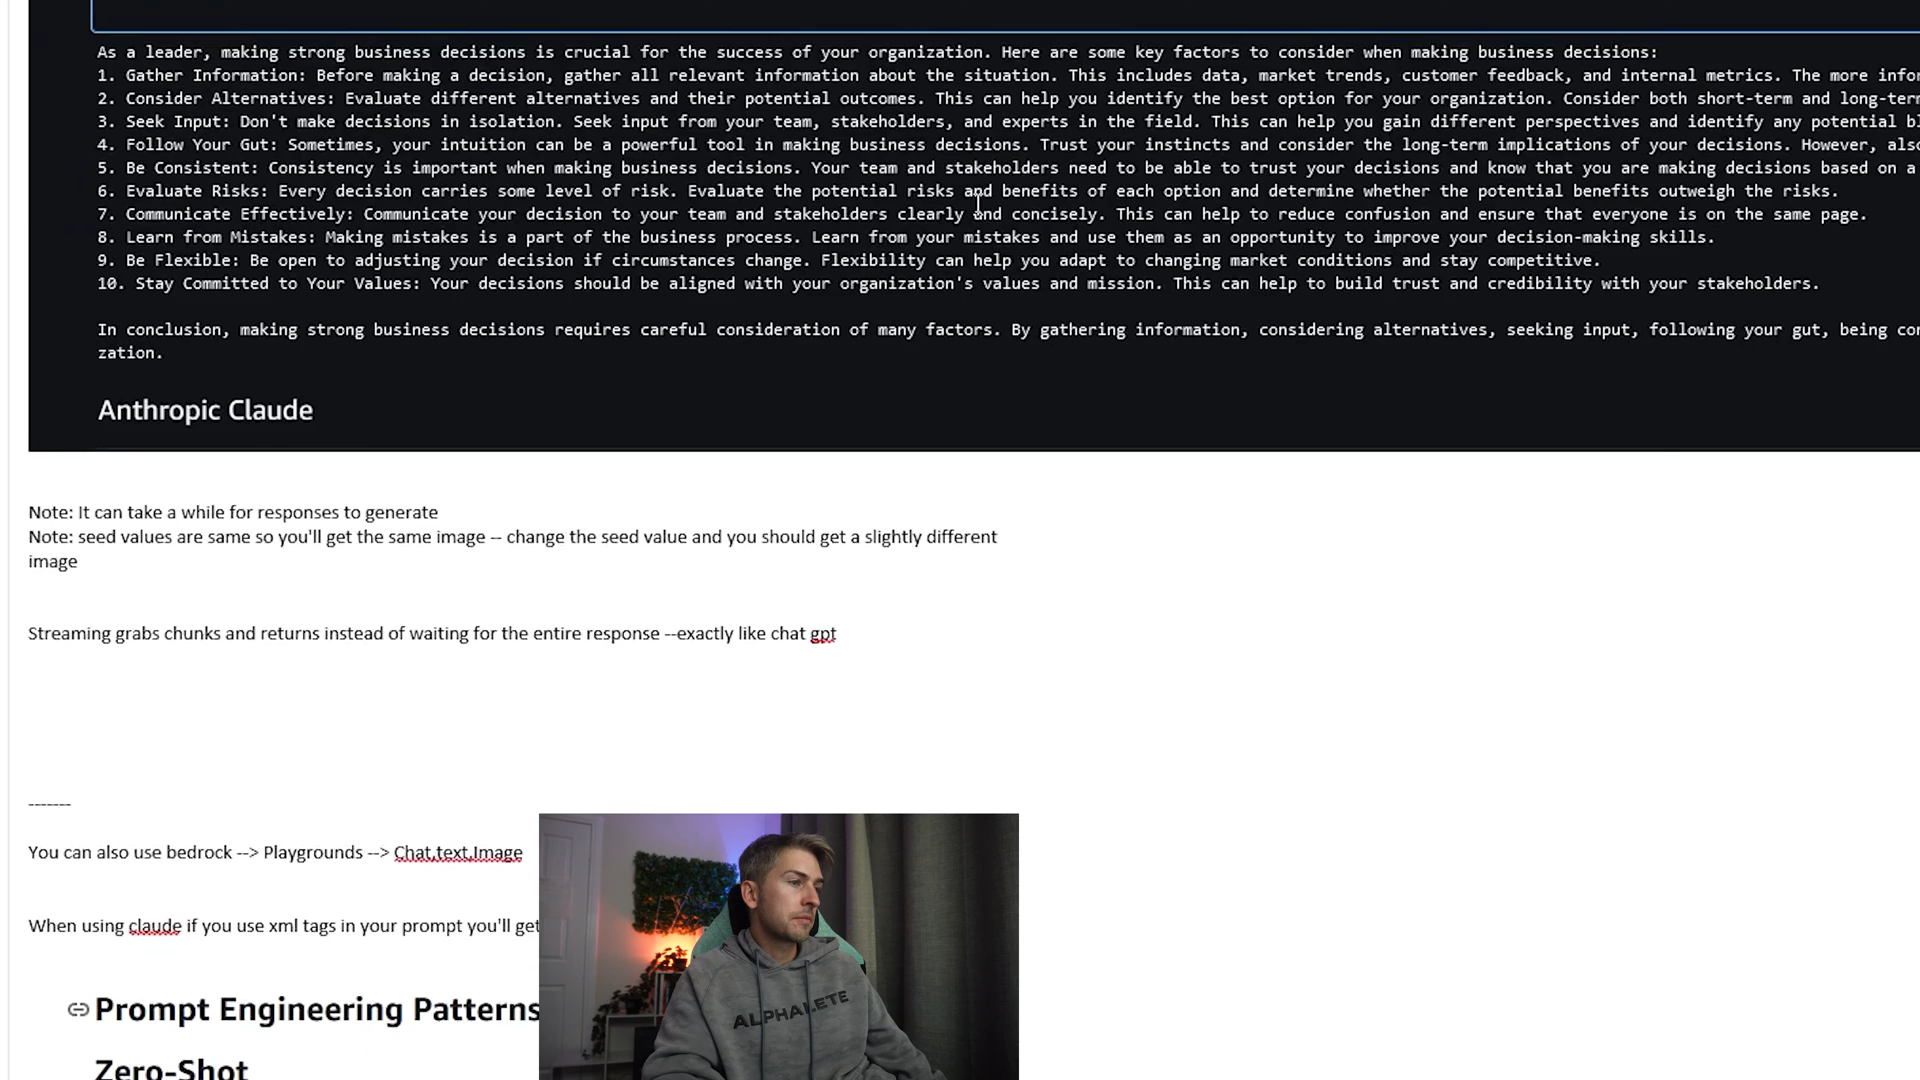 As a leader, making strong business decisions is crucial for the success of your organization. Here are some key factors to consider when making business decisions:
1. Gather Information: Before making a decision, gather all relevant information about the situation. This includes data, market trends, customer feedback, and internal metrics. The more
2. Consider Alternatives: Evaluate different alternatives and their potential outcomes. This can help you identify the best option for your organization. Consider both short-term and
3. Seek Input: Don't make decisions in isolation. Seek input from your team, stakeholders, and experts in the field. This can help you gain different perspectives and identify any potential
4. Follow Your Gut: Sometimes, your intuition can be a powerful tool in making business decisions. Trust your instincts and consider the long-term implications of your decisions. However,
5. Be Consistent: Consistency is important when making business decisions. Your team and stakeholders need to be able to trust your decisions and know that you are making decisions based on a
6. Evaluate Risks: Every decision carries some level of risk. Evaluate the potential risks and benefits of each option and determine whether the potential benefits outweigh the risks.
7. Communicate Effectively: Communicate your decision to your team and stakeholders clearly and concisely. This can help to reduce confusion and ensure that everyone is on the same page.
8. Learn from Mistakes: Making mistakes is a part of the business process. Learn from your mistakes and use them as an opportunity to improve your decision-making skills.
9. Be Flexible: Be open to adjusting your decision if circumstances change. Flexibility can help you adapt to changing market conditions and stay competitive.
10. Stay Committed to Your Values: Your decisions should be aligned with your organization's values and mission. This can help to build trust and credibility with your stakeholders.
In conclusion, making strong business decisions requires careful consideration of many factors. By gathering information, considering alternatives, seeking input, following your gut, being
zation.
Anthropic Claude
Note: It can take a while for responses to generate
Note: seed values are same so you'll get the same image -- change the seed value and you should get a slightly different
image
Streaming grabs chunks and returns instead of waiting for the entire response --exactly like chat gpt
-------
You can also use bedrock --> Playgrounds --> Chat,text,Image
When using claude if you use xml tags in your prompt you'll get
Prompt Engineering Patterns
Zero-Shot
ALPHALETE